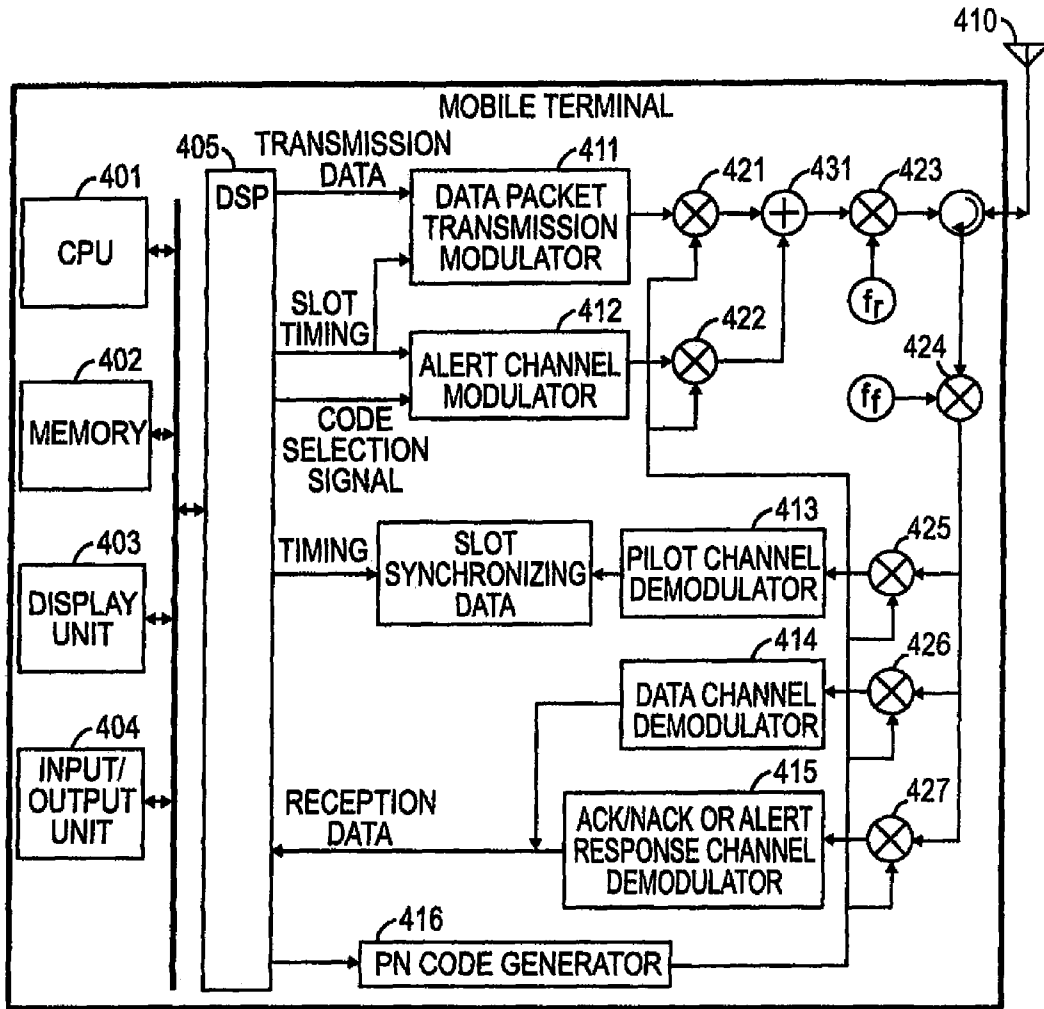 410
MOBILE TERMINAL
405
TRANSMISSION
DATA
411
421
431
423
401
DSP
DATA PACKET
TRANSMISSION
MODULATOR
CPU
fr
SLOT
TIMING
412
422
402
424
ALERT CHANNEL
MODULATOR
ff
MEMORY
CODE
SELECTION
SIGNAL
413
403
TIMING
SLOT
SYNCHRONIZING
DATA
PILOT CHANNEL
DEMODULATOR
425
DISPLAY
UNIT
414
426
DATA CHANNEL
DEMODULATOR
404
415
427
INPUT/
OUTPUT
UNIT
RECEPTION
DATA
ACK/NACK OR ALERT
RESPONSE CHANNEL
DEMODULATOR
416
PN CODE GENERATOR